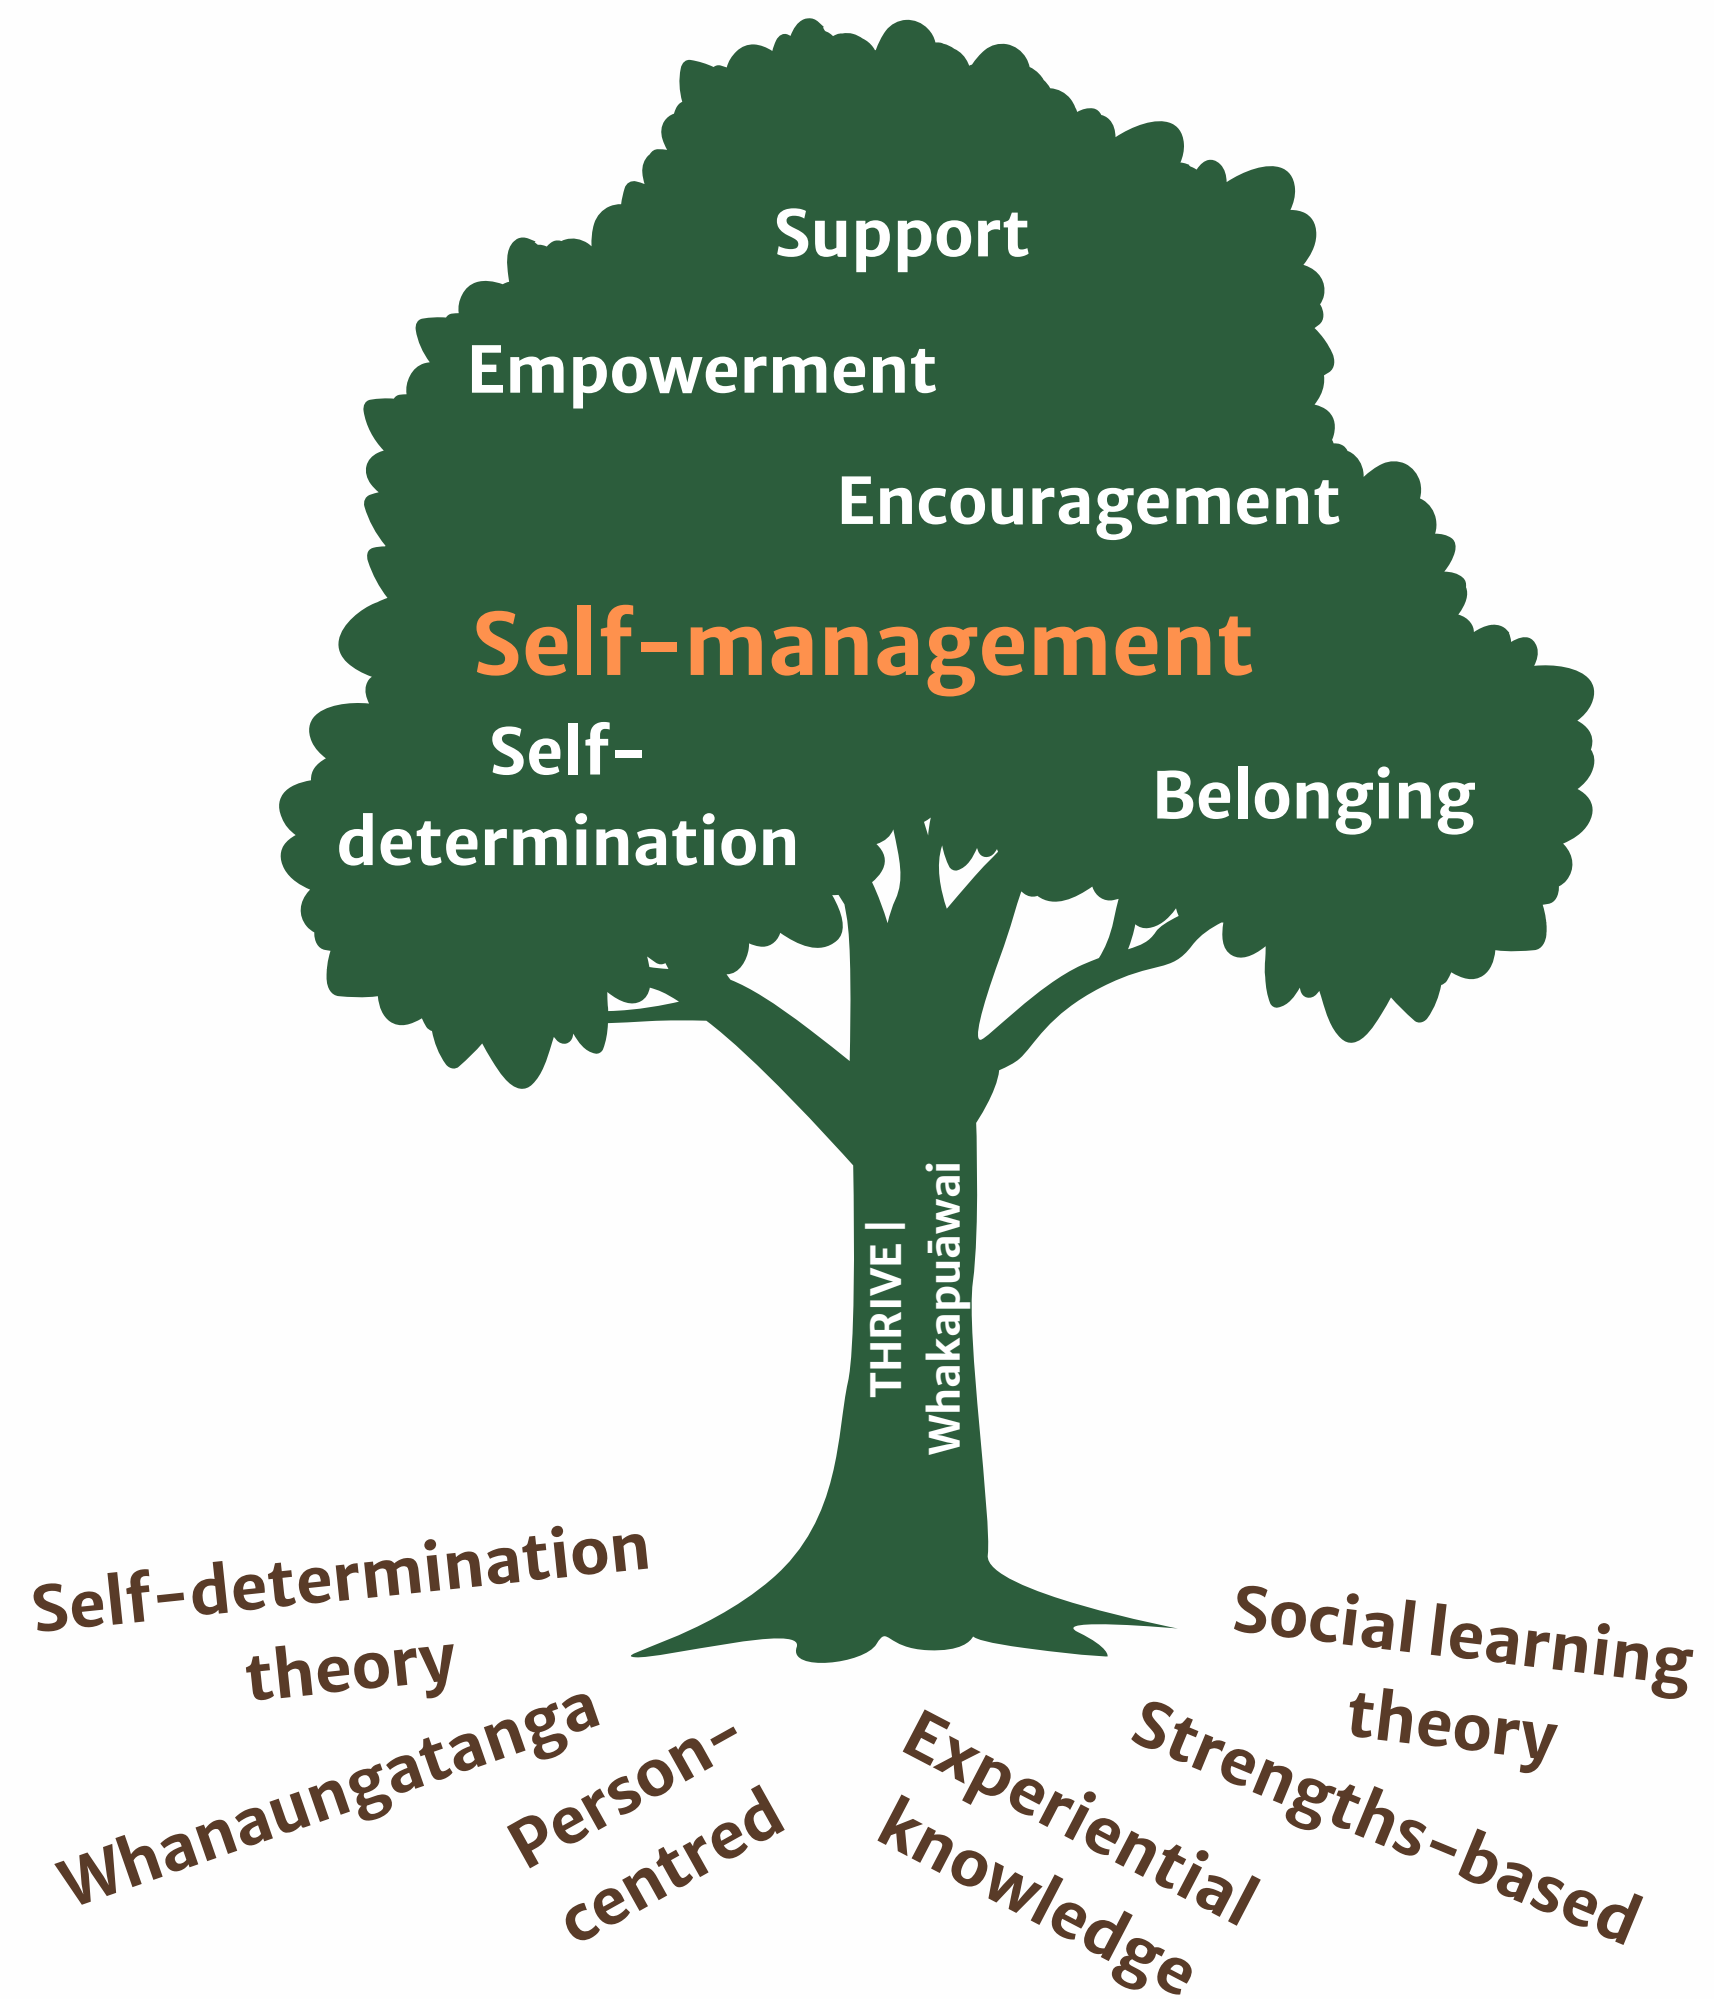 Support
Empowerment
Encouragement
Self-management
Self-
determination
Belonging
THRIVE |
Whakapuāwai
Self-determination
theory
Whanaungatanga
Person-
centred
Experiential
knowledge
Strengths-based
Social learning
theory